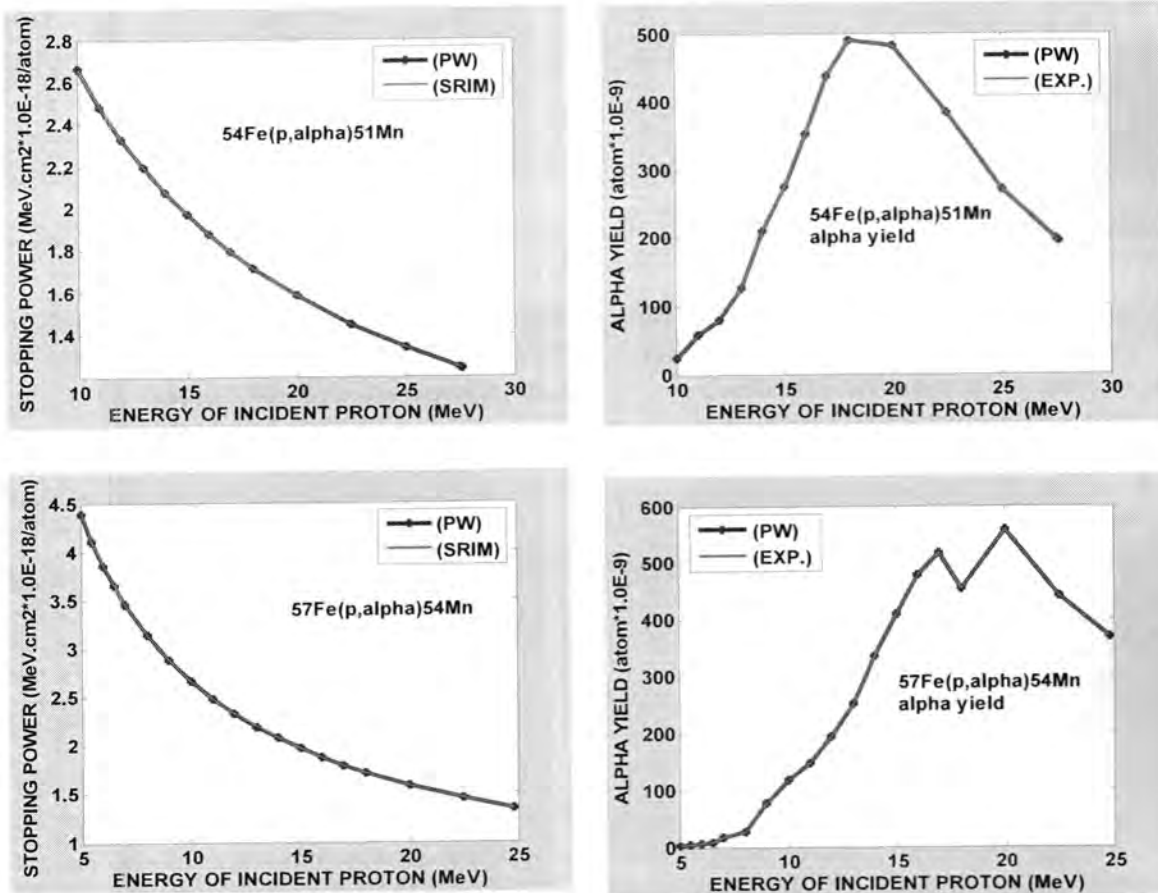 STOPPING POWER (MeV.cm2*1.0E-18/atom)
2.8
2.6
2.4
2.2
2
1.8
1.6
1.4
(PW)
(SRIM)
54Fe(p,alpha)51Mn
10 15 20 25 30
ENERGY OF INCIDENT PROTON (MeV)
ALPHA YIELD (atom*1.0E-9)
500
400
300
200
100
0
(PW)
(EXP.)
54Fe(p,alpha)51Mn
alpha yield
10 15 20 25 30
ENERGY OF INCIDENT PROTON (MeV)
STOPPING POWER (MeV.cm2*1.0E-18/atom)
4.5
4
3.5
3
2.5
2
1.5
1
(PW)
(SRIM)
57Fe(p,alpha)54Mn
5 10 15 20 25
ENERGY OF INCIDENT PROTON (MeV)
ALPHA YIELD (atom*1.0E-9)
600
500
400
300
200
100
0
(PW)
(EXP.)
57Fe(p,alpha)54Mn
alpha yield
5 10 15 20 25
ENERGY OF INCIDENT PROTON (MeV)